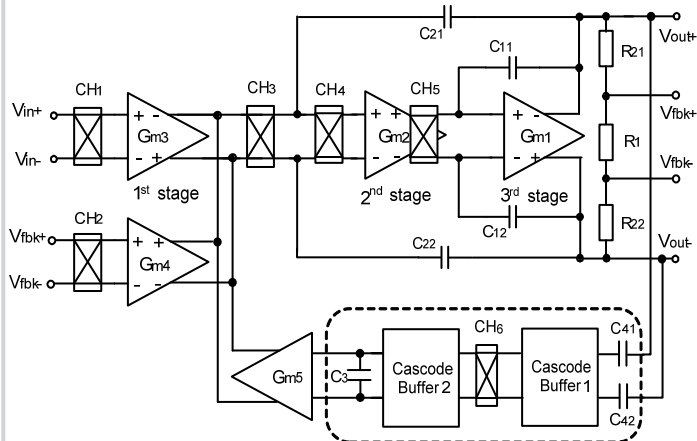 C21
Vout+
CH1
CH3
CH4
CH5
C11
R21
Vin+
Vin-
+ -
Gm3
- +
+ +
Gm2
- -
- +
Gm1
- +
Vfbk+
R1
Vfbk-
1st stage
2nd stage
3rd stage
CH2
C12
R22
Vfbk+
Vfbk-
+ +
Gm4
- -
C22
Vout-
CH6
C41
Gm5
C3
Cascode
Buffer 2
Cascode
Buffer 1
C42